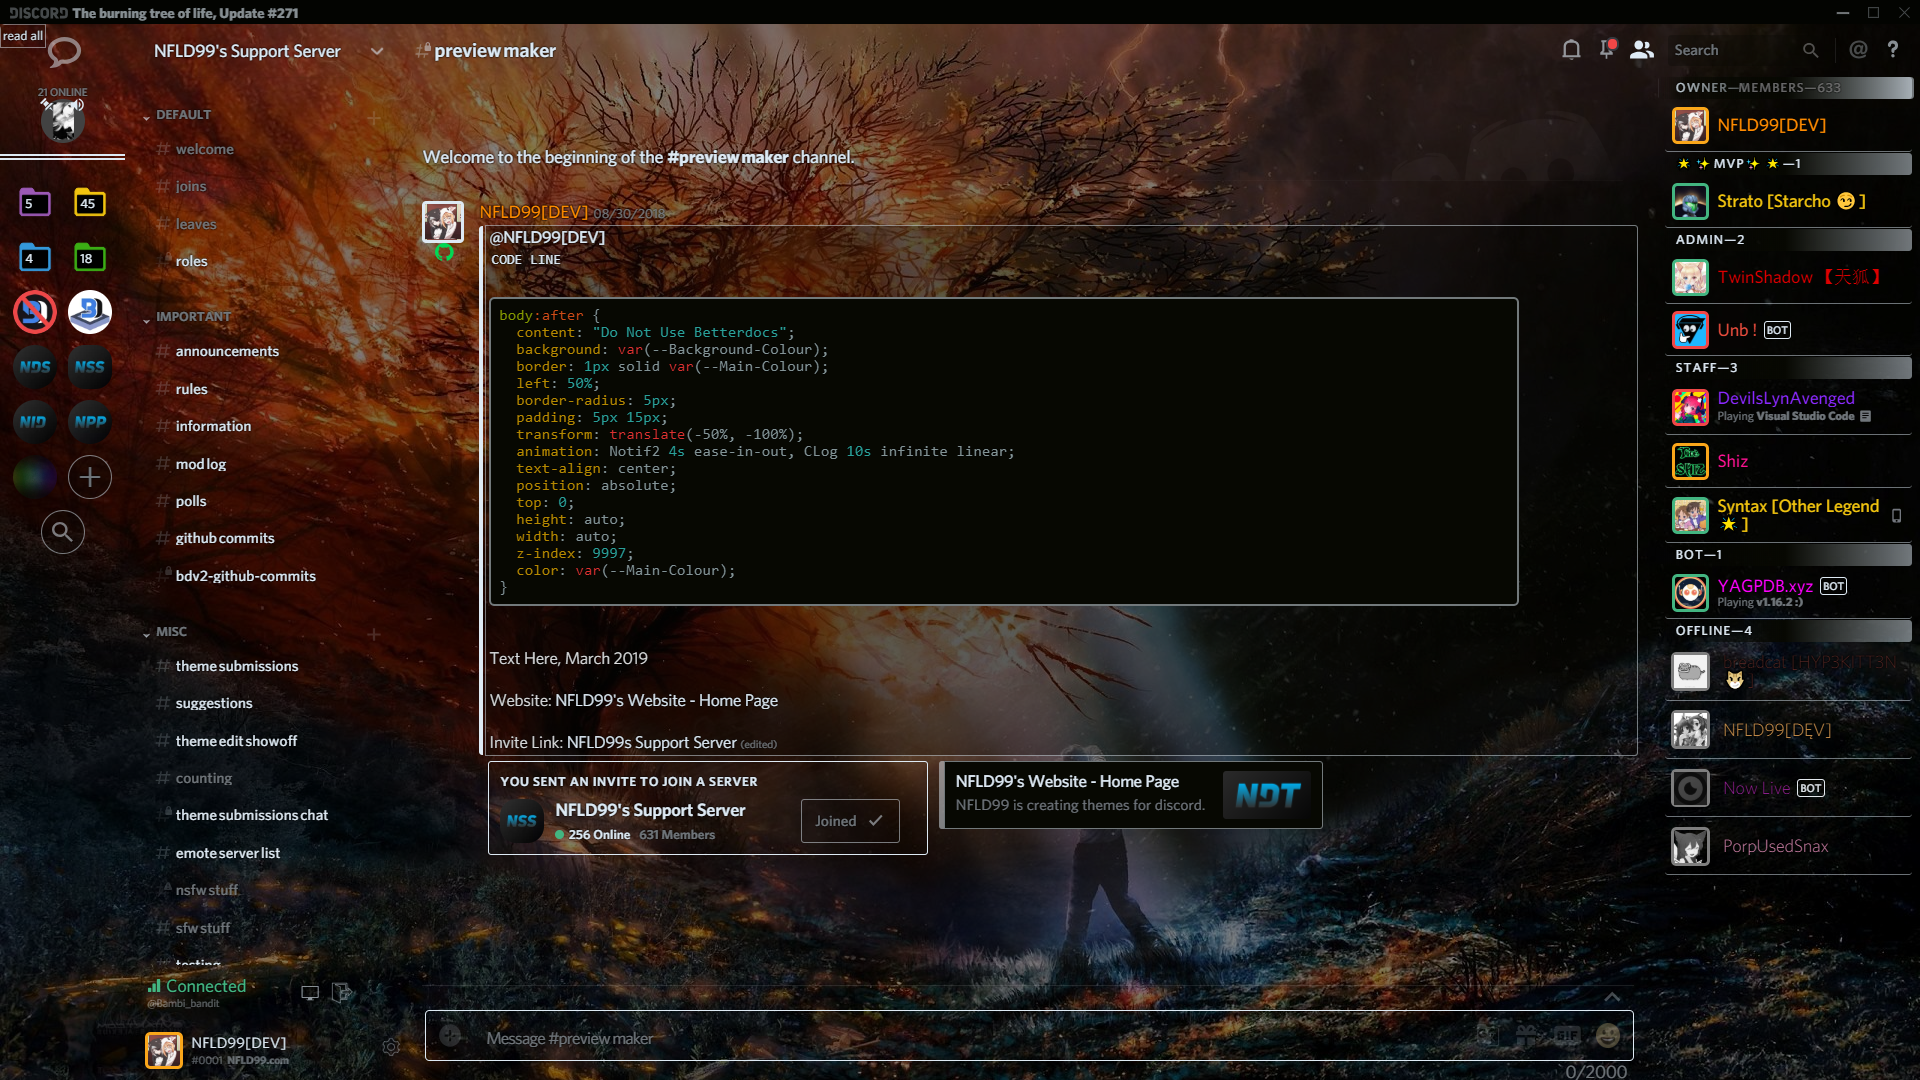 DISCORD The burning tree of life, Update #271
read all
NFLD99's Support Server
# preview maker
Search
@ ?
21 ONLINE
5
45
4
18
NDS
NSS
NID
NPP
DEFAULT
# welcome
# joins
# leaves
roles
IMPORTANT
# announcements
# rules
# information
# mod log
# polls
# github commits
bdv2-github-commits
MISC
# theme submissions
# suggestions
# theme edit showoff
# counting
theme submissions chat
# emote server list
nsfw stuff
# sfw stuff
testing
Connected
@Bambi_bandit
NFLD99[DEV]
#0001 NFLD99.com
Welcome to the beginning of the #preview maker channel.
NFLD99[DEV] 08/30/2018
@NFLD99[DEV]
CODE LINE
body:after {
content: "Do Not Use Betterdocs";
background: var(--Background-Colour);
border: 1px solid var(--Main-Colour);
left: 50%;
border-radius: 5px;
padding: 5px 15px;
transform: translate(-50%, -100%);
animation: Notif2 4s ease-in-out, CLog 10s infinite linear;
text-align: center;
position: absolute;
top: 0;
height: auto;
width: auto;
z-index: 9997;
color: var(--Main-Colour);
}
Text Here, March 2019
Website: NFLD99's Website - Home Page
Invite Link: NFLD99s Support Server (edited)
YOU SENT AN INVITE TO JOIN A SERVER
NSS
NFLD99's Support Server
256 Online 631 Members
Joined
NFLD99's Website - Home Page
NFLD99 is creating themes for discord.
NDT
Message #preview maker
GIF
0/2000
OWNER—MEMBERS—633
NFLD99[DEV]
⭐ ✨ MVP ✨ ⭐ —1
Strato [Starcho 😏 ]
ADMIN—2
TwinShadow 【天狐】
Unb ! BOT
STAFF—3
DevilsLynAvenged
Playing Visual Studio Code
The SHIZ
Shiz
Syntax [Other Legend
⭐ ]
BOT—1
YAGPDB.xyz BOT
Playing v1.16.2 :)
OFFLINE—4
breadcat [HYP3K1TT3N
NFLD99[DEV]
Now Live BOT
PorpUsedSnax